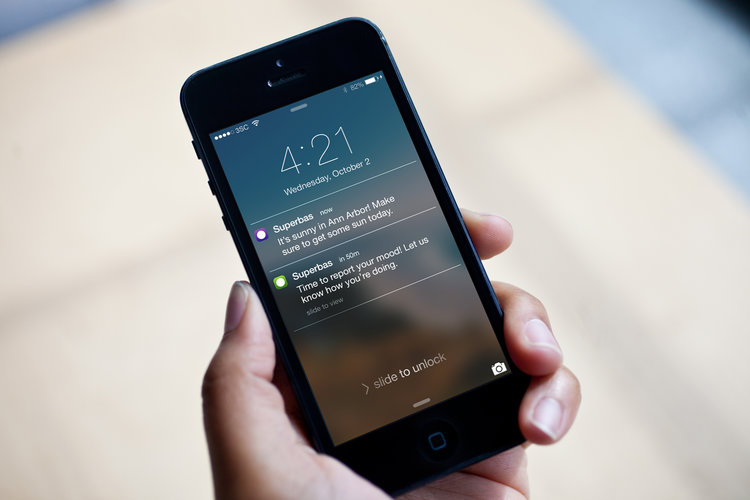 3SC 82%
4:21
Wednesday, October 2
Superbas now
It's sunny in Ann Arbor! Make
sure to get some sun today.
Superbas in 50m
Time to report your mood! Let us
know how you're doing.
slide to view
slide to unlock